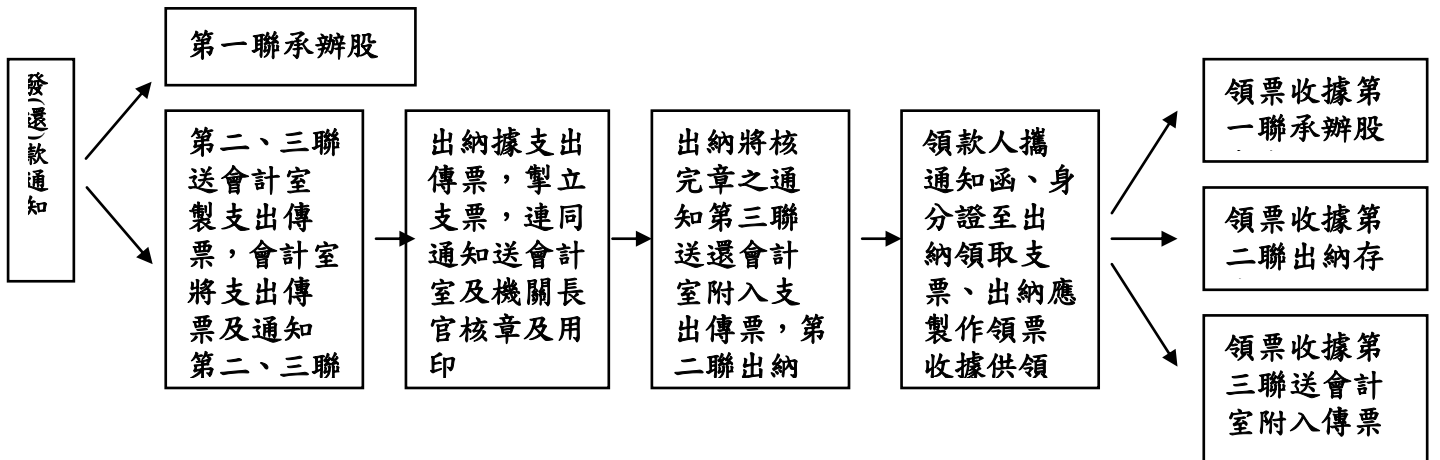 發(還)款通知
第一聯承辦股
第二、三聯
送會計室
製支出傳
票，會計室
將支出傳
票及通知
第二、三聯
出納據支出
傳票，掣立
支票，連同
通知送會計
室及機關長
官核章及用
印
出納將核
完章之通
知第三聯
送還會計
室附入支
出傳票，第
二聯出納
領款人攜
通知函、身
分證至出
納領取支
票、出納應
製作領票
收據供領
領票收據第
一聯承辦股
領票收據第
二聯出納存
領票收據第
三聯送會計
室附入傳票